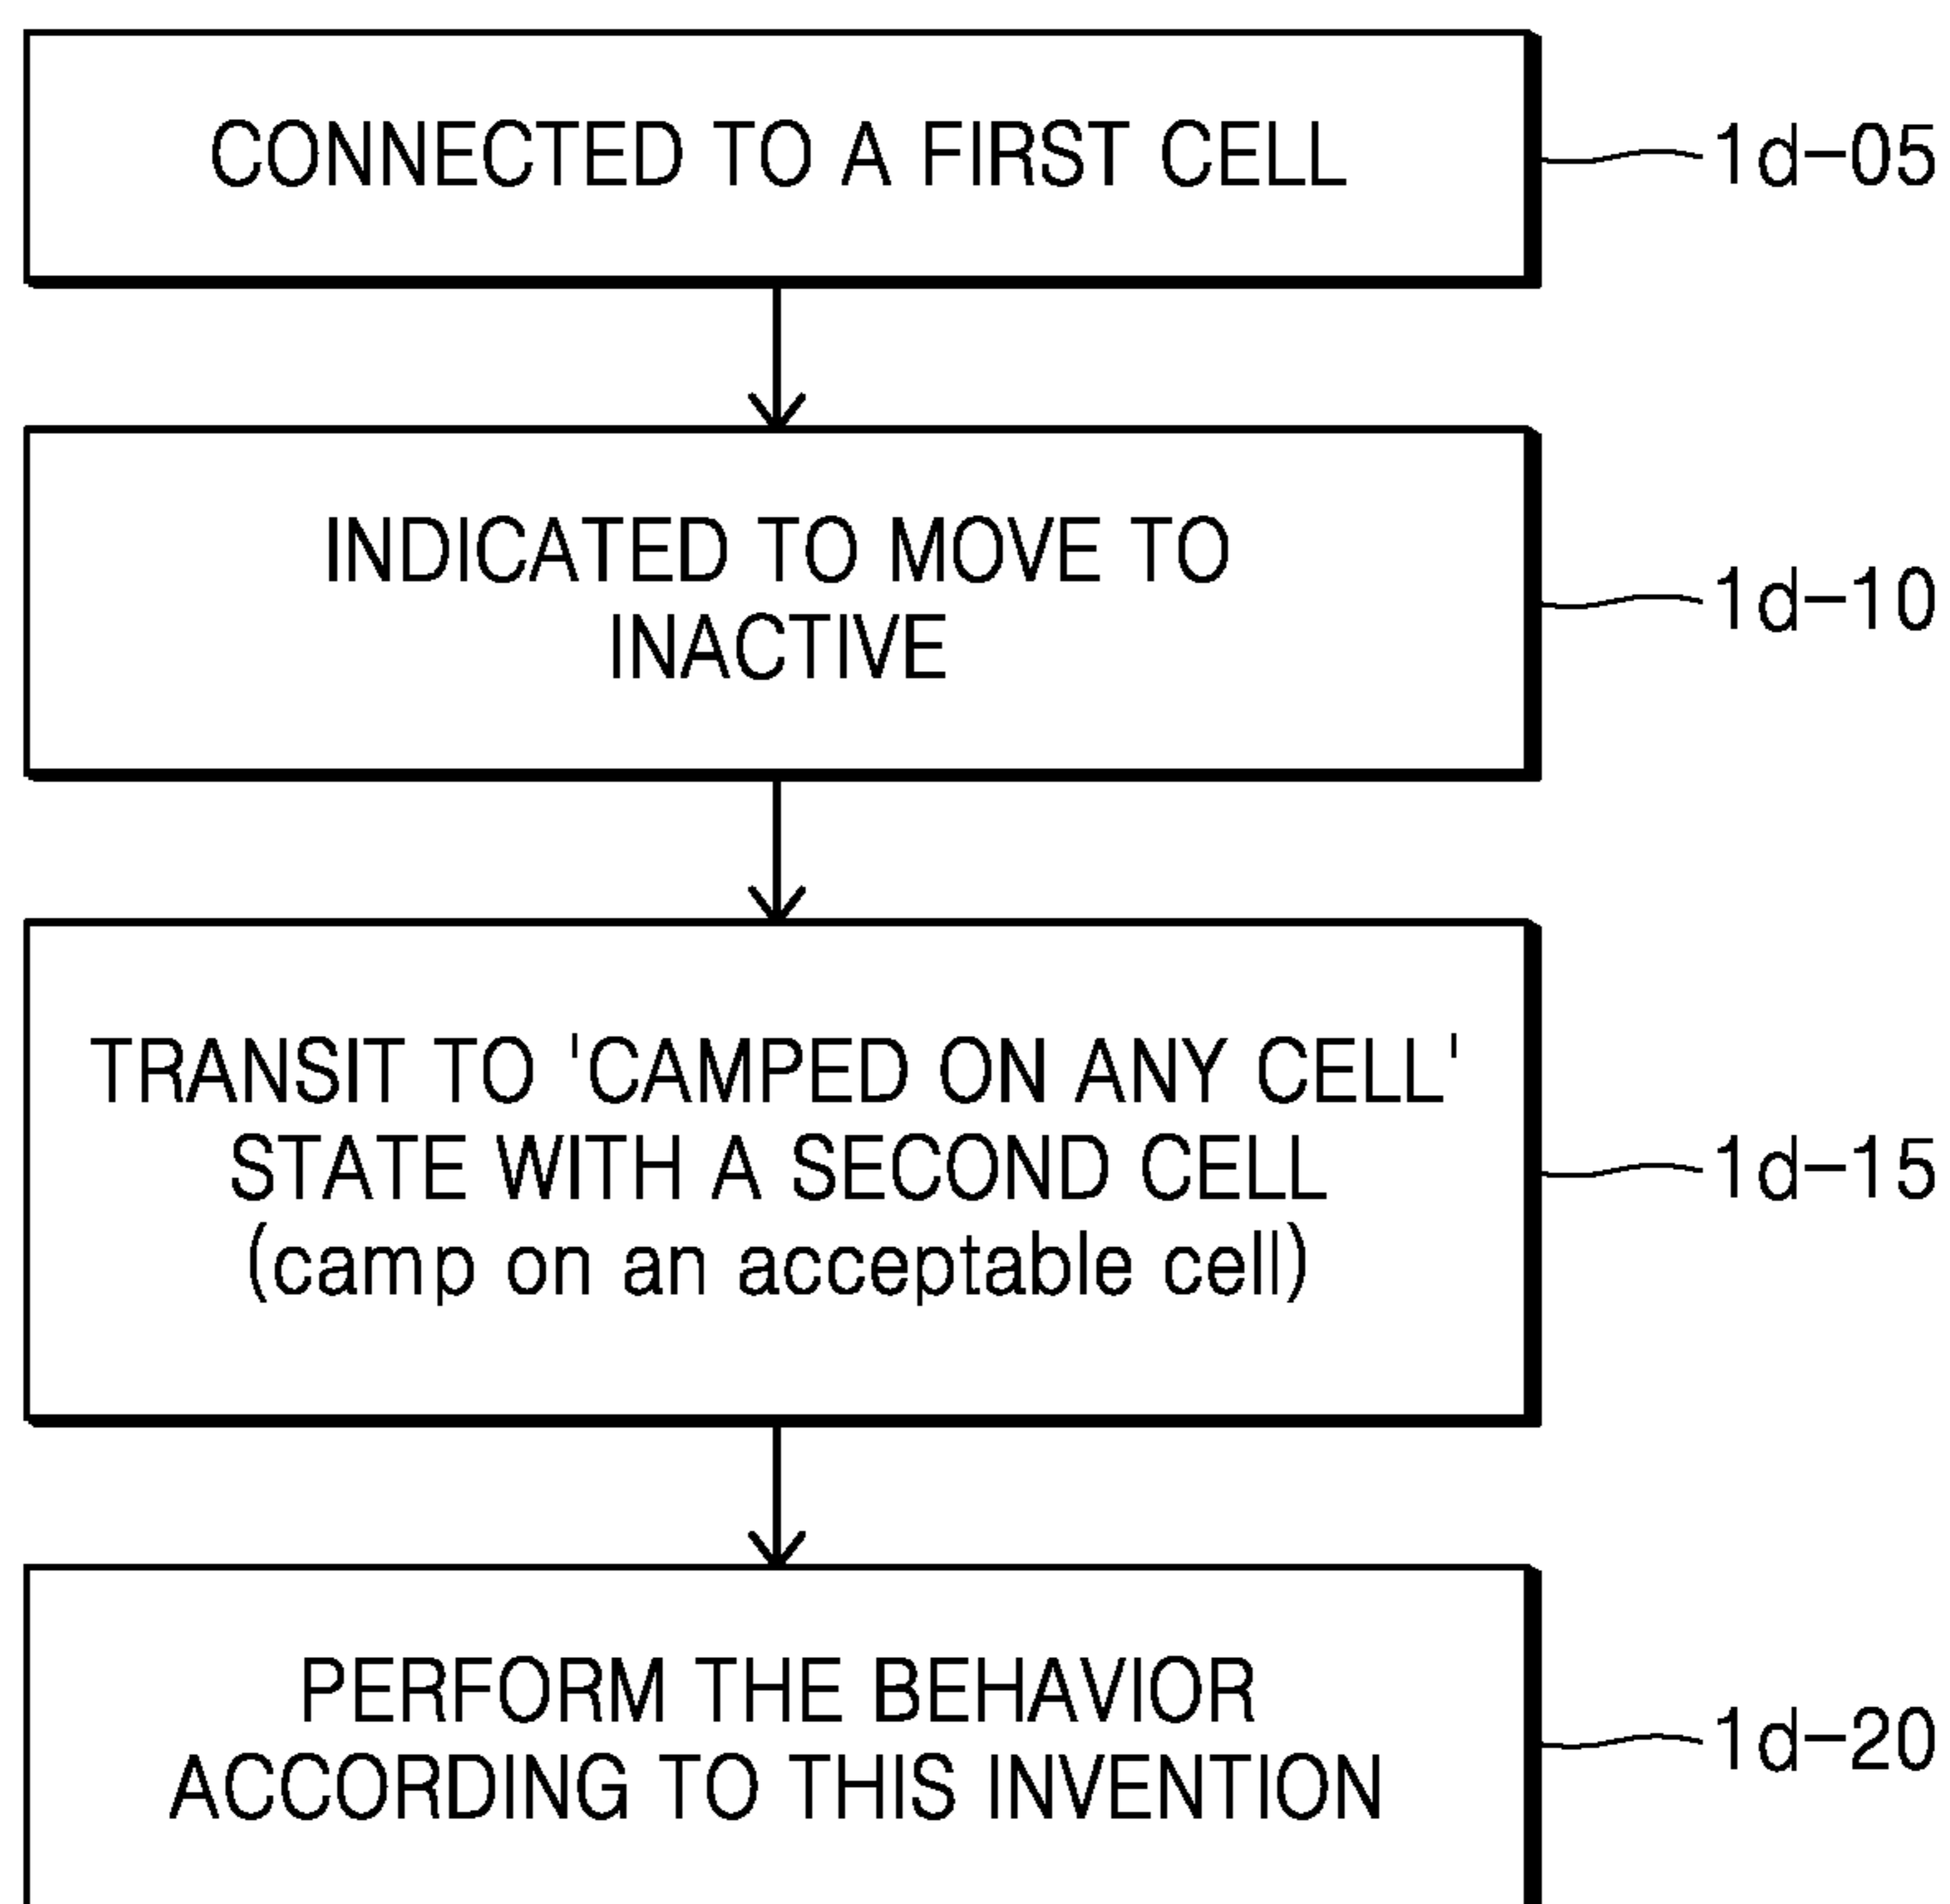 CONNECTED TO A FIRST CELL
1d-05
INDICATED TO MOVE TO
INACTIVE
1d-10
TRANSIT TO 'CAMPED ON ANY CELL'
STATE WITH A SECOND CELL
(camp on an acceptable cell)
1d-15
PERFORM THE BEHAVIOR
ACCORDING TO THIS INVENTION
1d-20